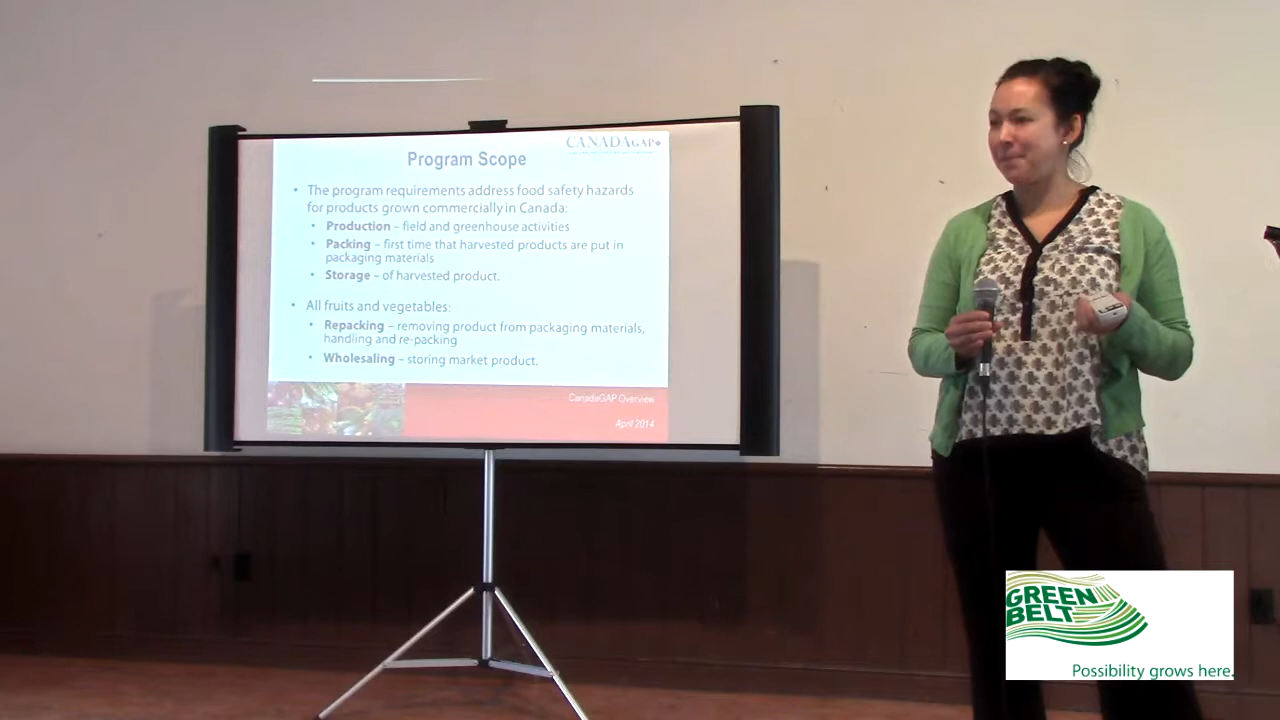 CANADAGAP
Program Scope
• The program requirements address food safety hazards
for products grown commercially in Canada:
• Production – field and greenhouse activities
• Packing – first time that harvested products are put in
packaging materials
• Storage – of harvested product.
• All fruits and vegetables:
• Repacking – removing product from packaging materials,
handling and re-packing
• Wholesaling – storing market product.
CanadaGAP Overview
April 2014
GREEN
BELT
Possibility grows here.